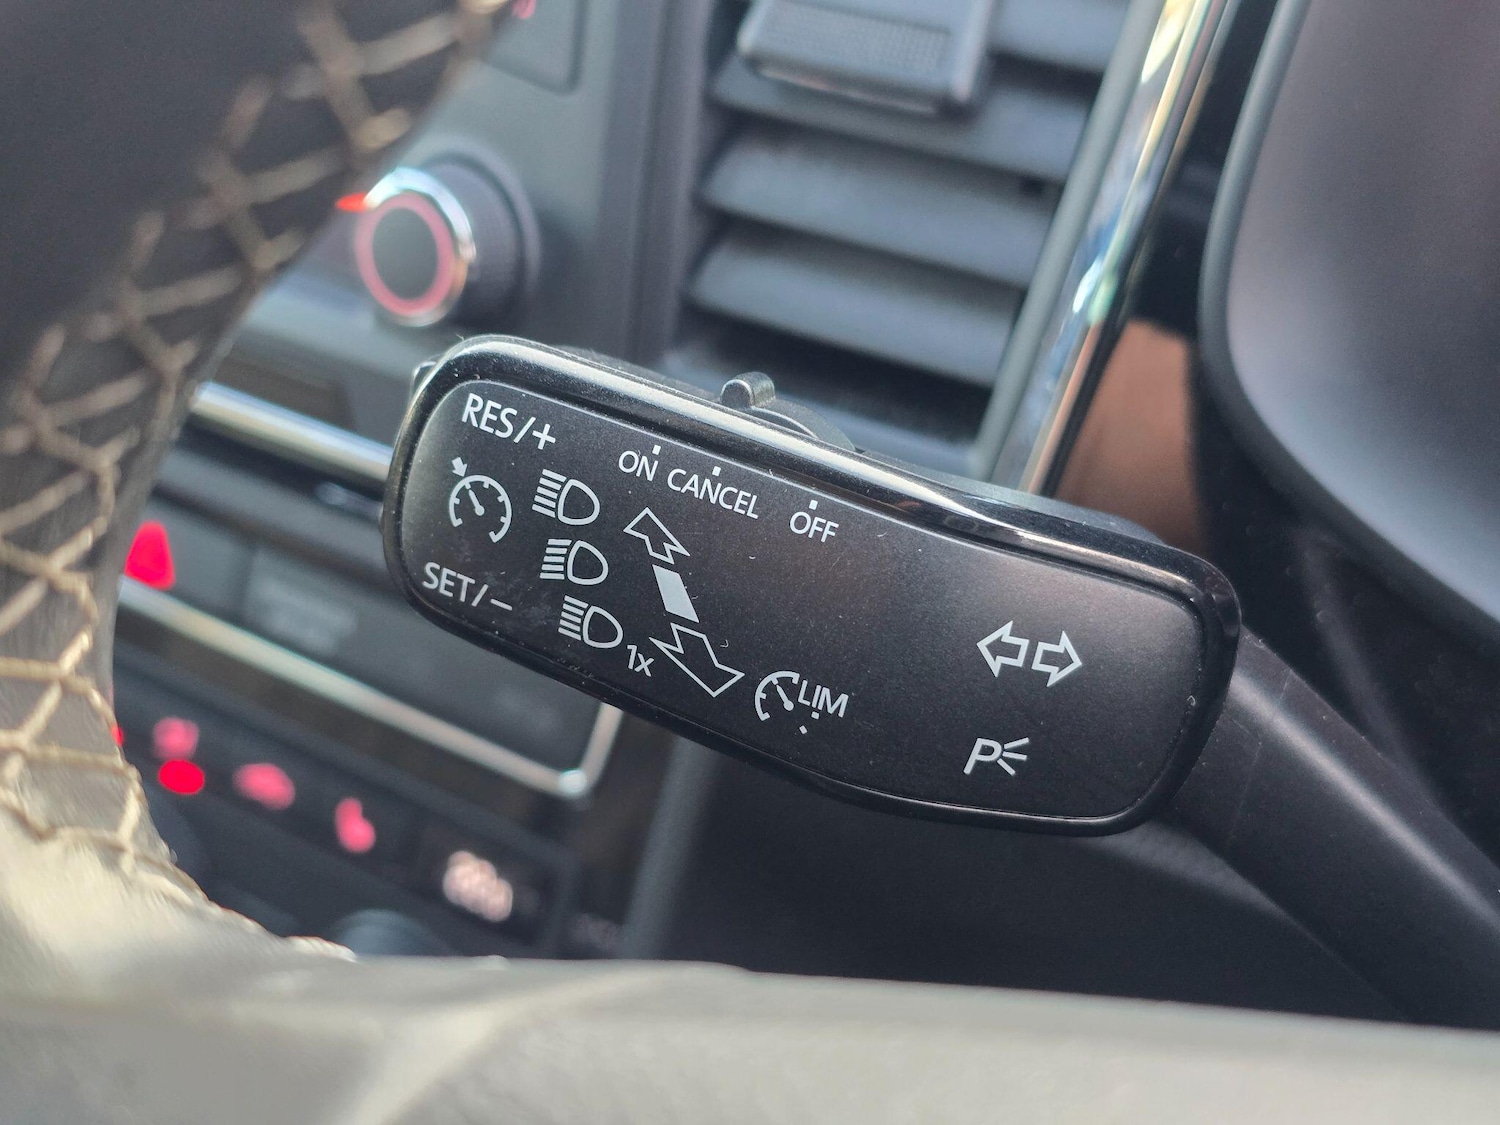 RES/+
ON CANCEL OFF
SET/−
1x
LIM
P